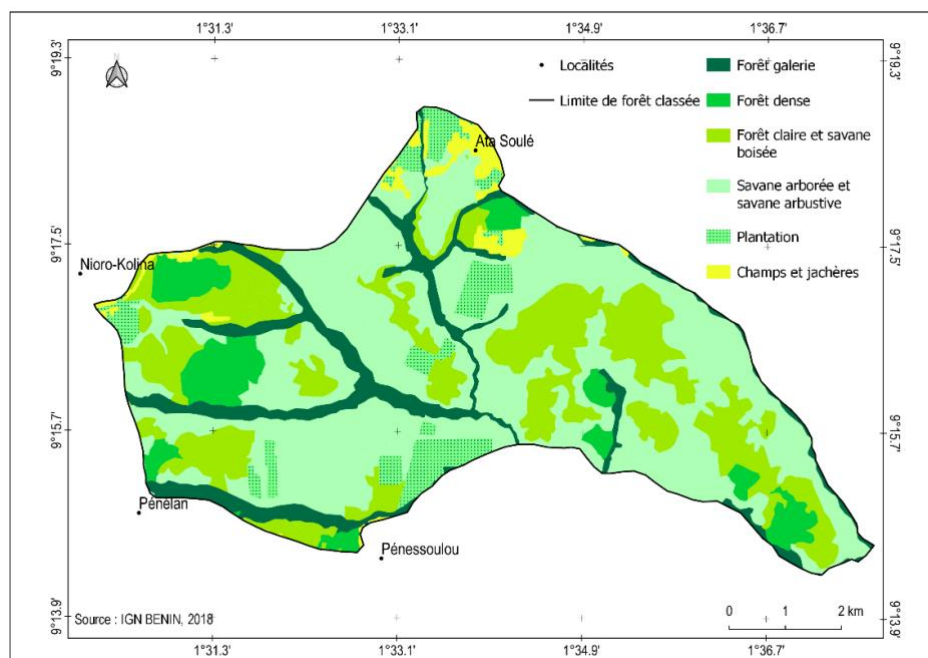 1°31.3' 1°33.1' 1°34.9' 1°36.7'
9°19.3'
9°19.3'
N
Localités
Limite de forêt classée
Forêt galerie
Forêt dense
Forêt claire et savane
boisée
Savane arborée et
savane arbustive
Plantation
Champs et jachères
Ata Soulé
9°17.5'
9°17.5'
Nioro-Kolina
9°15.7'
9°15.7'
Pénélan
Pénessoulou
Source : IGN BENIN, 2018
0 1 2 km
9°13.9'
9°13.9'
1°31.3' 1°33.1' 1°34.9' 1°36.7'